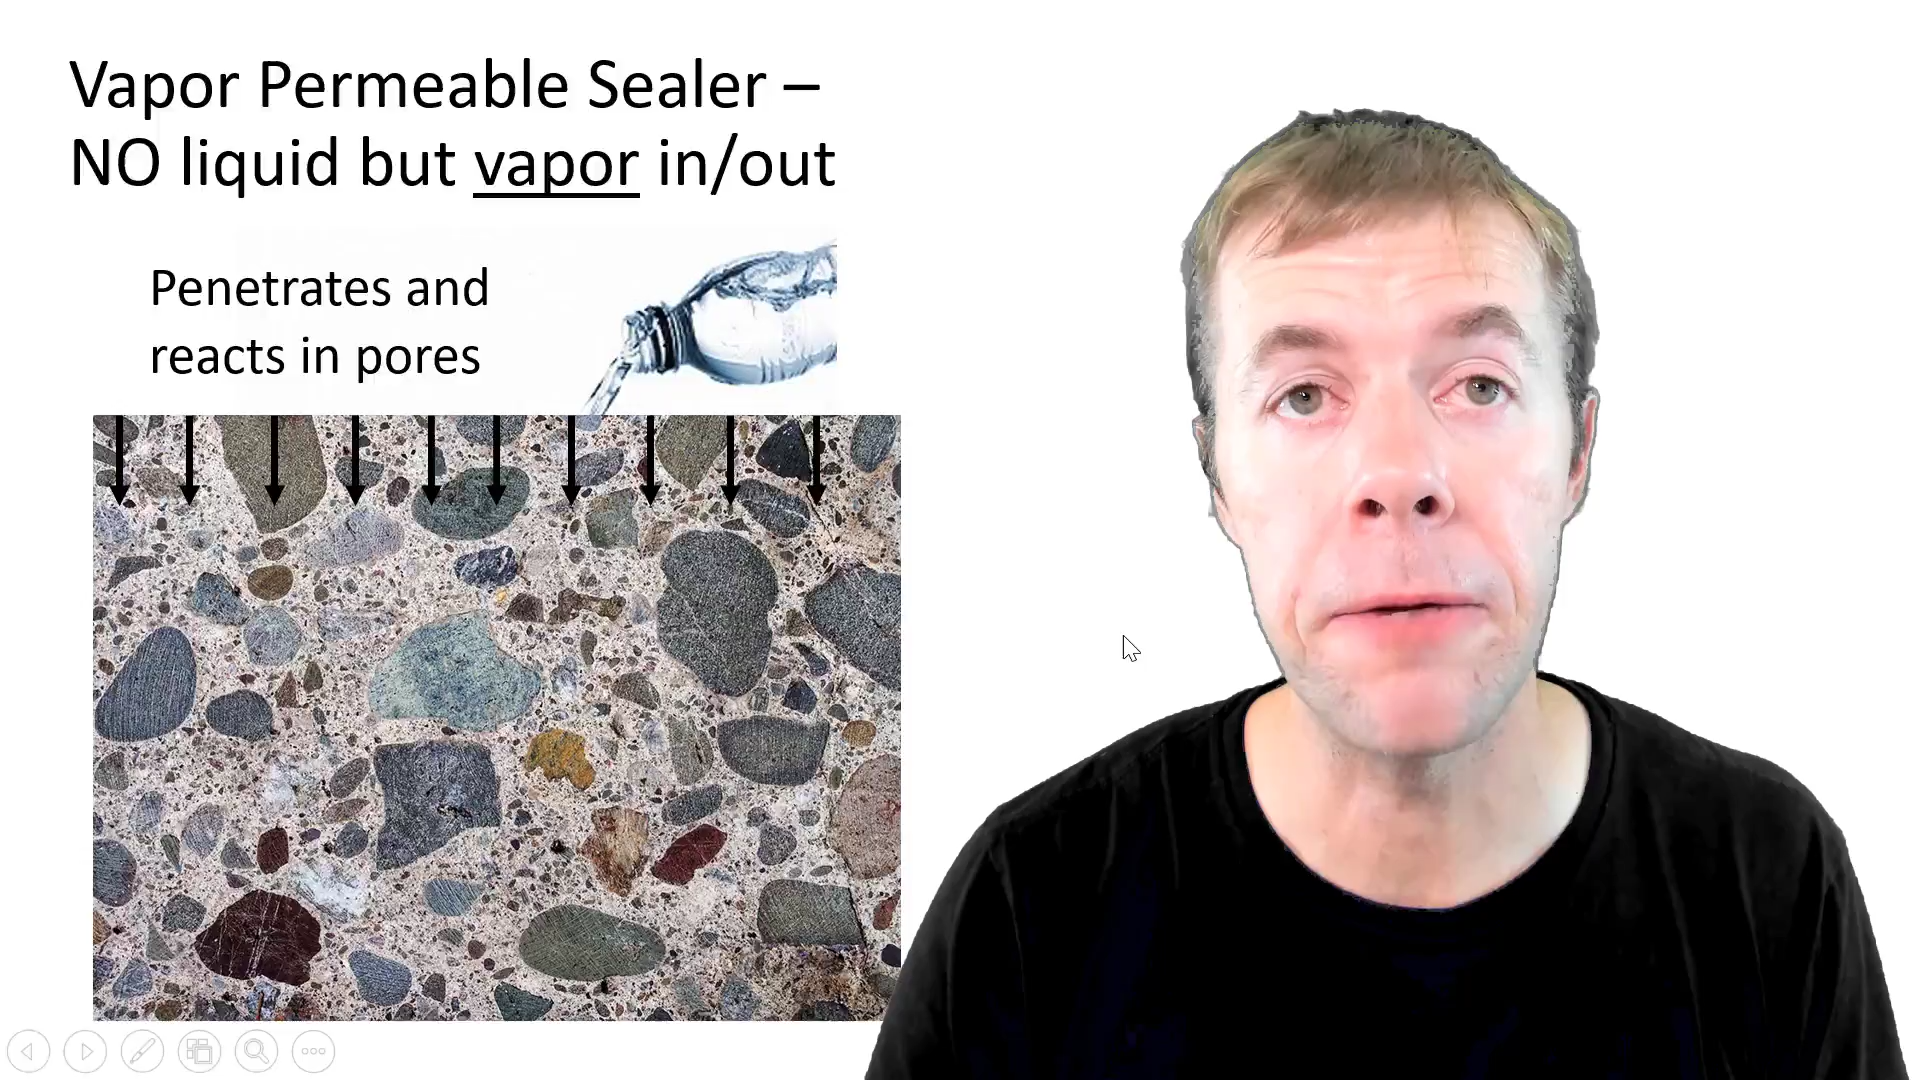 Vapor Permeable Sealer –
NO liquid but vapor in/out
Penetrates and
reacts in pores